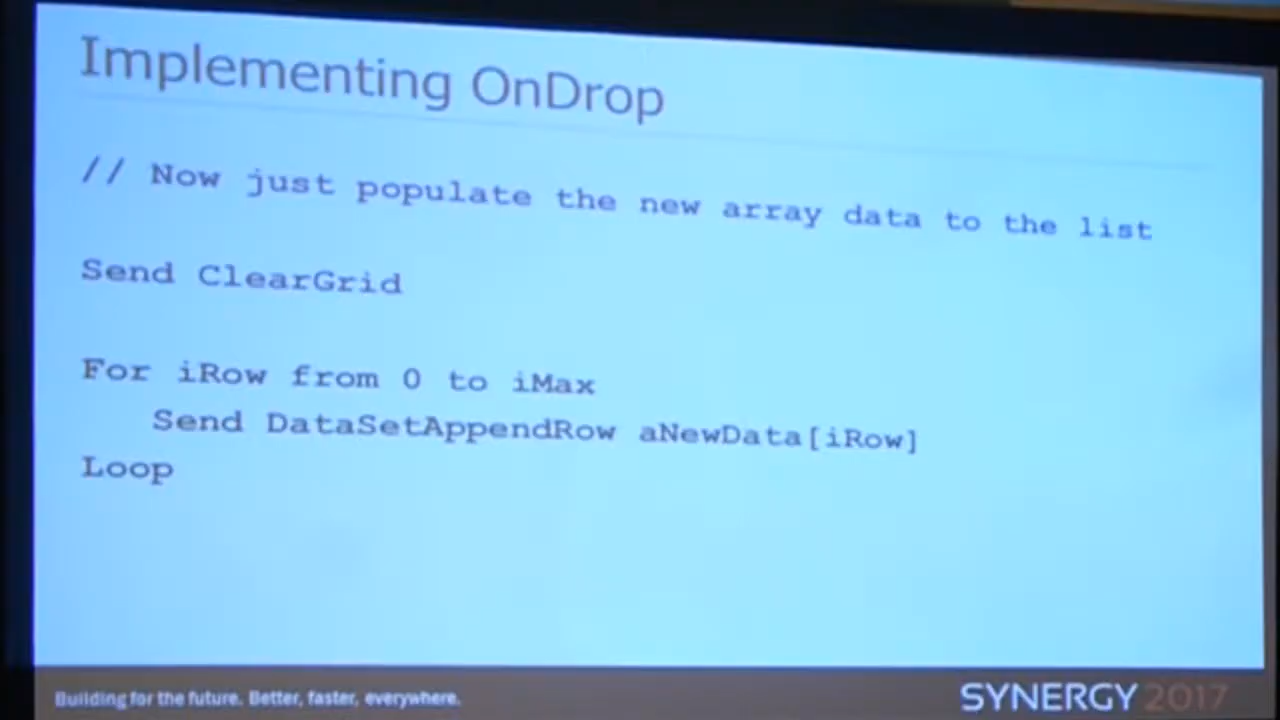 Implementing OnDrop
// Now just populate the new array data to the list
Send ClearGrid
For iRow from 0 to iMax
Send DataSetAppendRow aNewData[iRow]
Loop
Building for the future. Better, faster, everywhere.
SYNERGY 2017